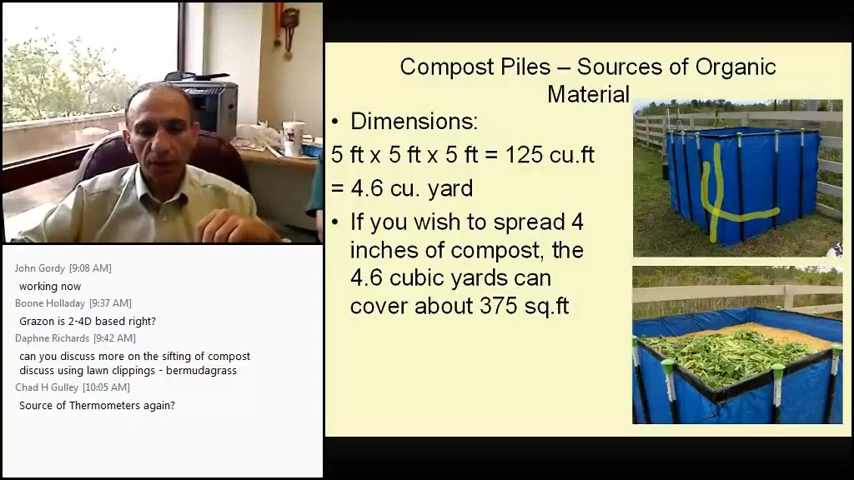 Compost Piles – Sources of Organic
Material
• Dimensions:
5 ft x 5 ft x 5 ft = 125 cu.ft
= 4.6 cu. yard
• If you wish to spread 4
inches of compost, the
4.6 cubic yards can
cover about 375 sq.ft
John Gordy [9:08 AM]
working now
Boone Holladay [9:37 AM]
Grazon is 2-4D based right?
Daphne Richards [9:42 AM]
can you discuss more on the sifting of compost
discuss using lawn clippings - bermudagrass
Chad H Gulley [10:05 AM]
Source of Thermometers again?